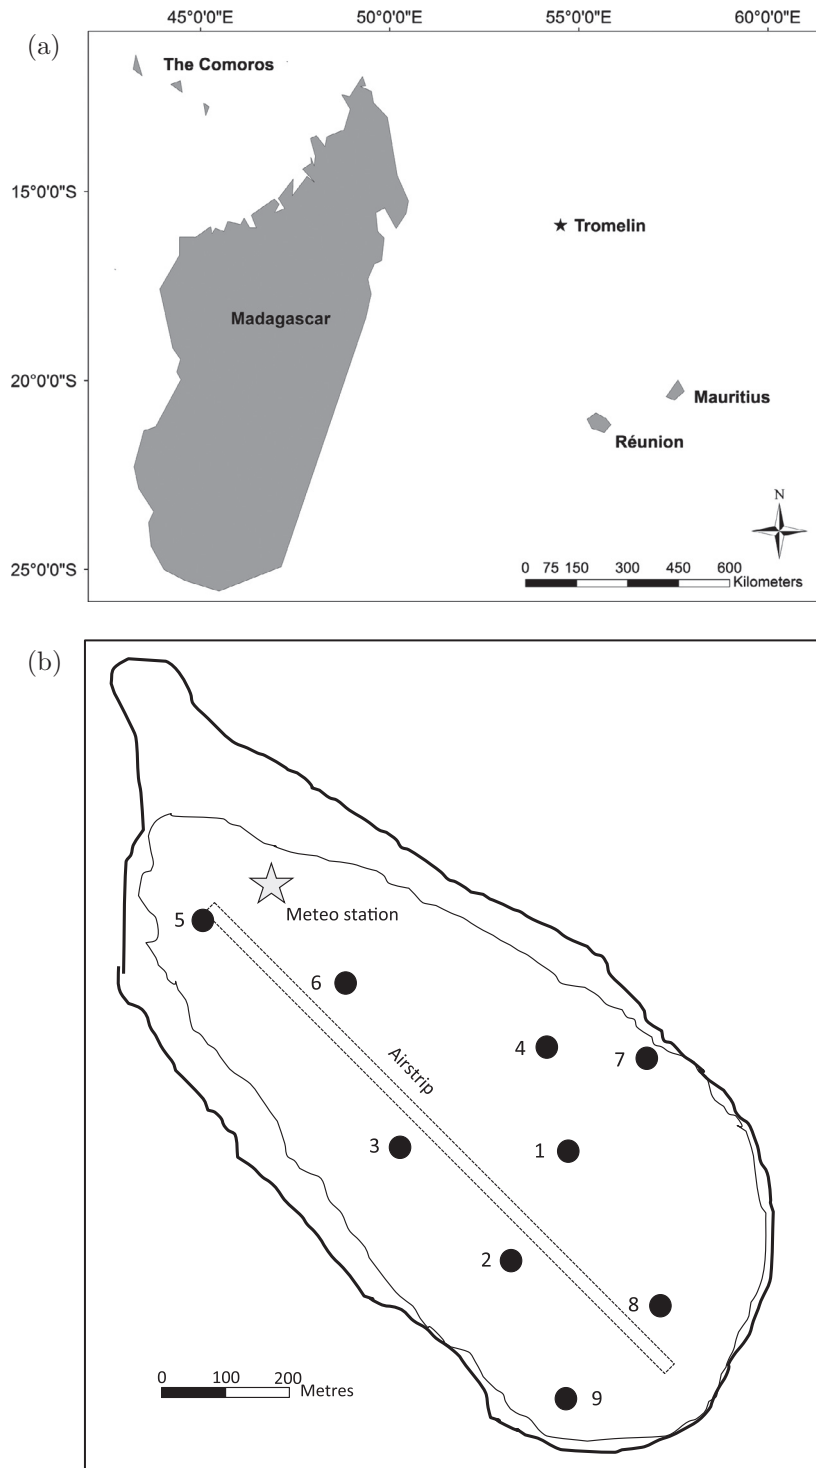 45°0'0"E 50°0'0"E 55°0'0"E 60°0'0"E
(a)
The Comoros
15°0'0"S
Tromelin
Madagascar
20°0'0"S
Mauritius
Réunion
N
25°0'0"S
0 75 150 300 450 600
Kilometers
(b)
5
Meteo station
6
4
7
Airstrip
3
1
2
8
0 100 200
Metres
9